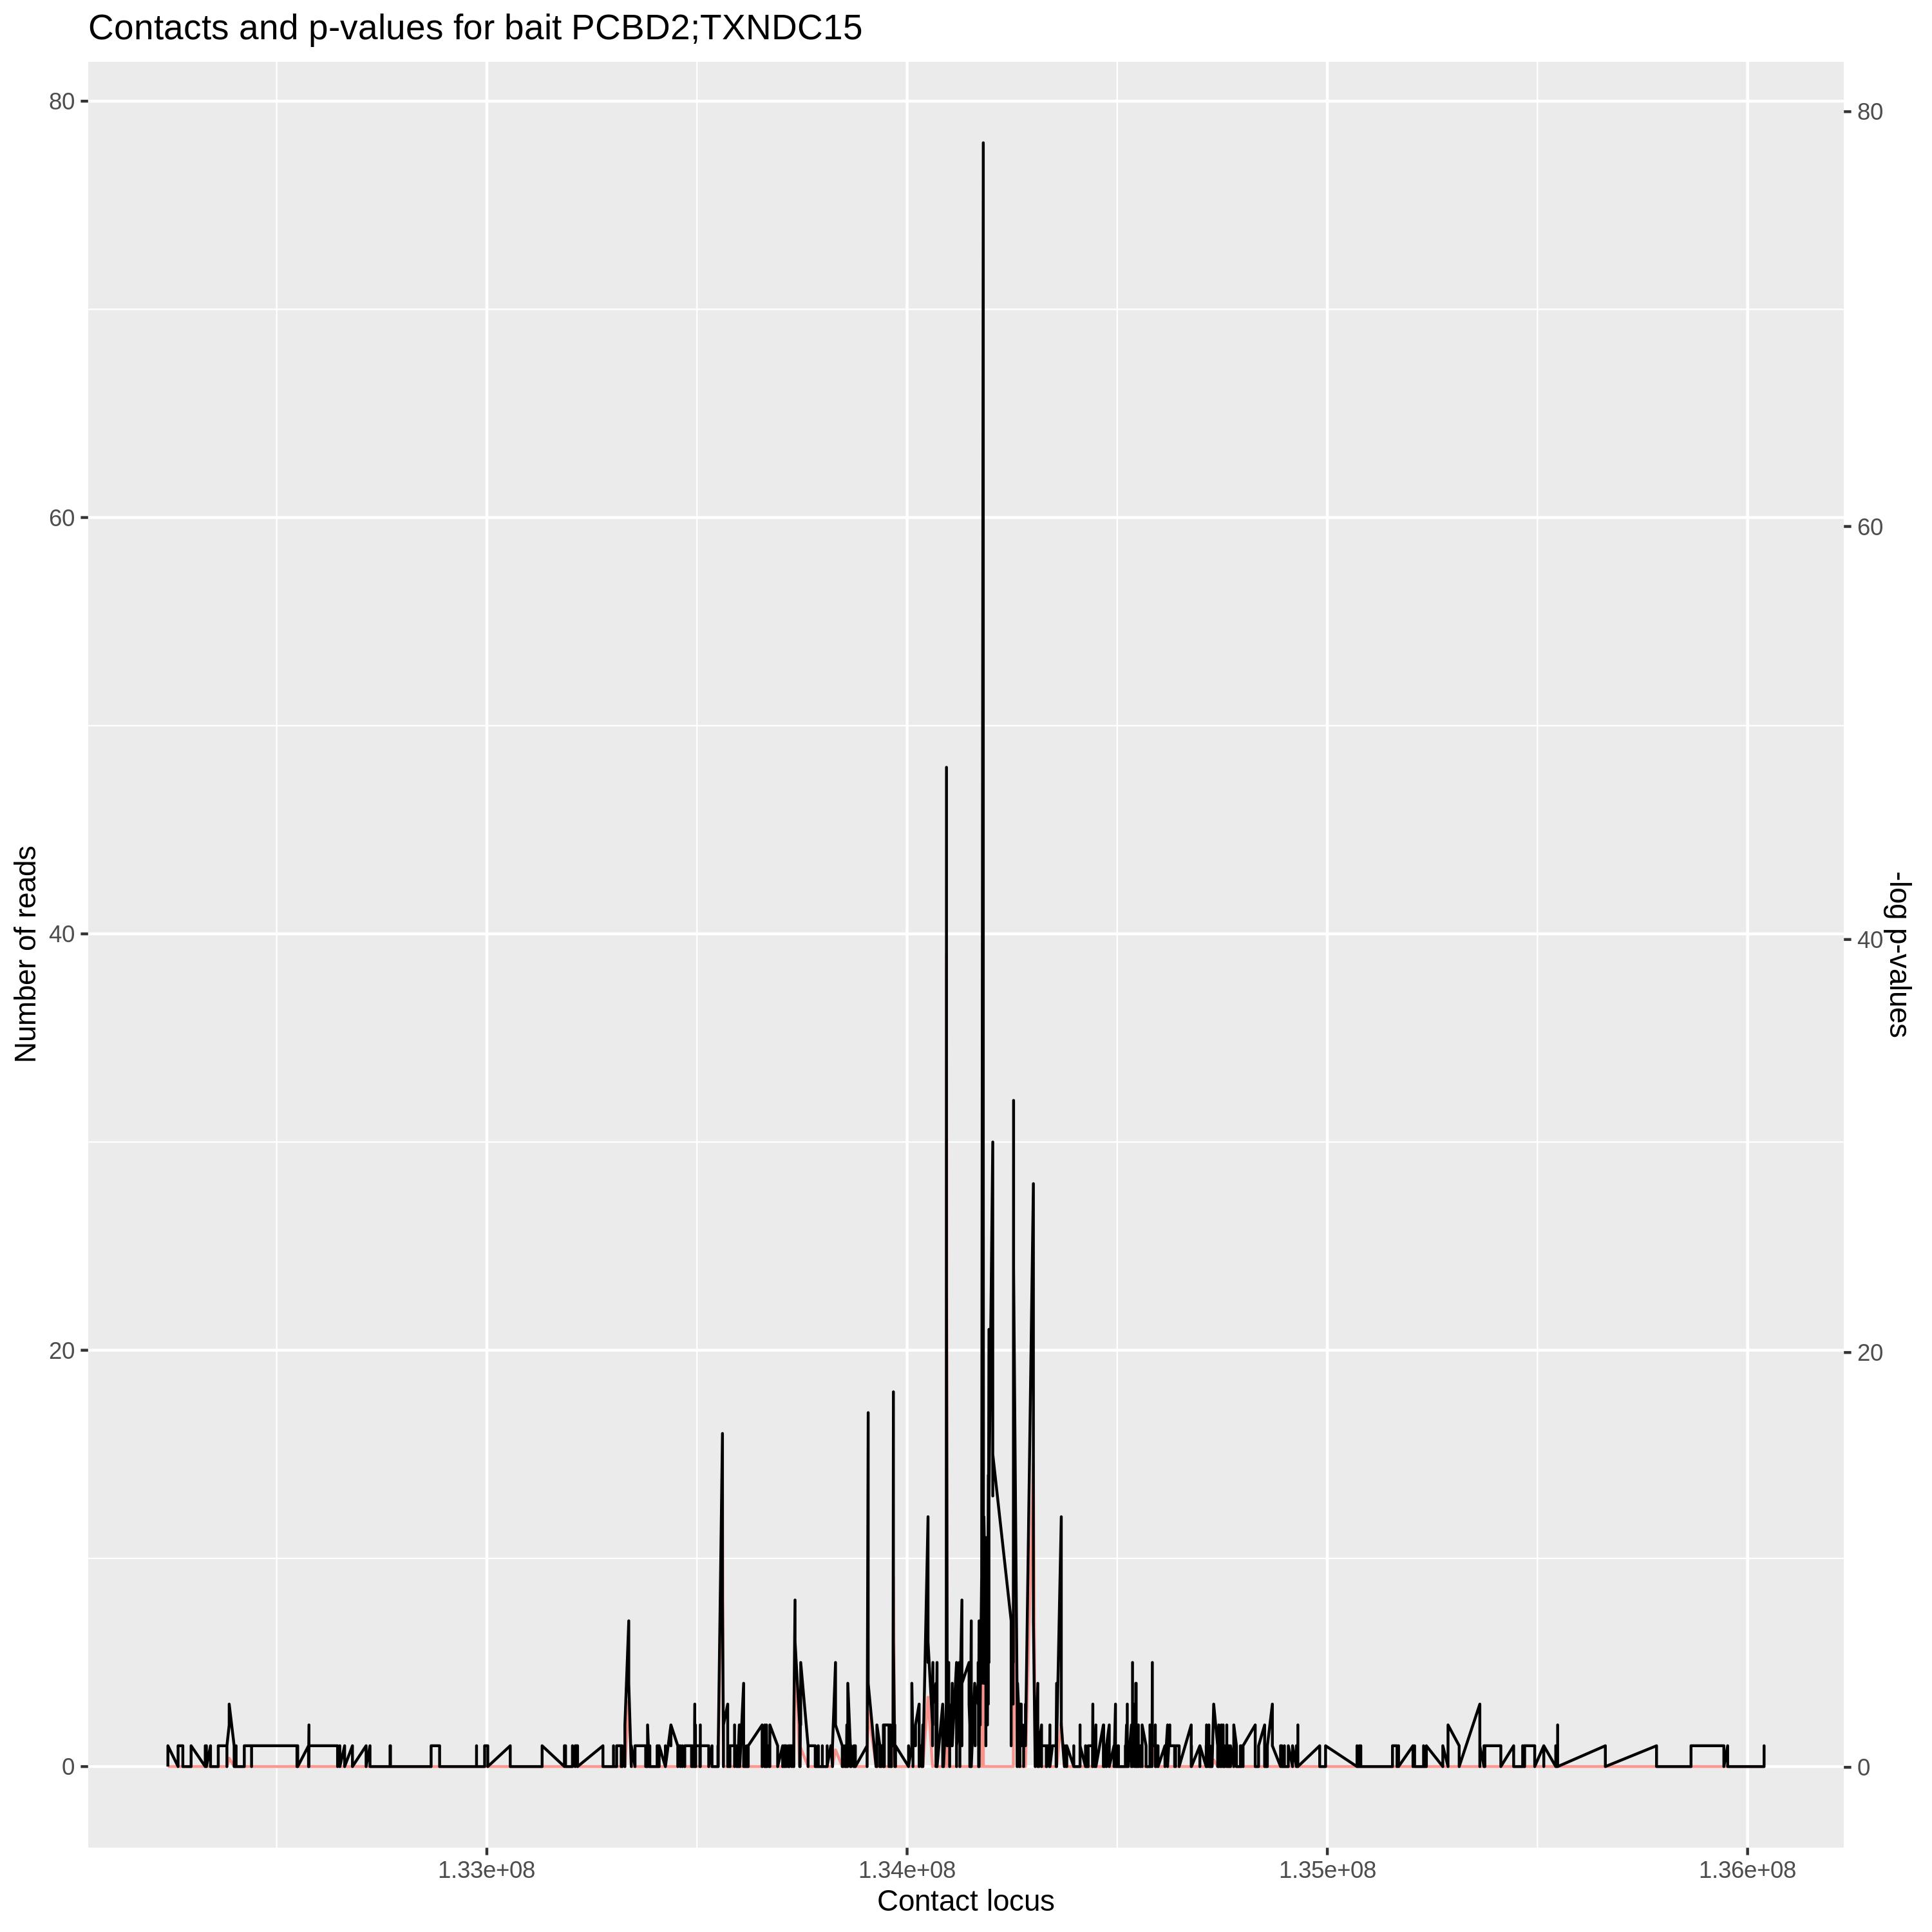 Contacts and p-values for bait PCBD2;TXNDC15
80
60
40
20
0
Number of reads
80
60
40
20
0
-log p-values
1.33e+08
1.34e+08
1.35e+08
1.36e+08
Contact locus